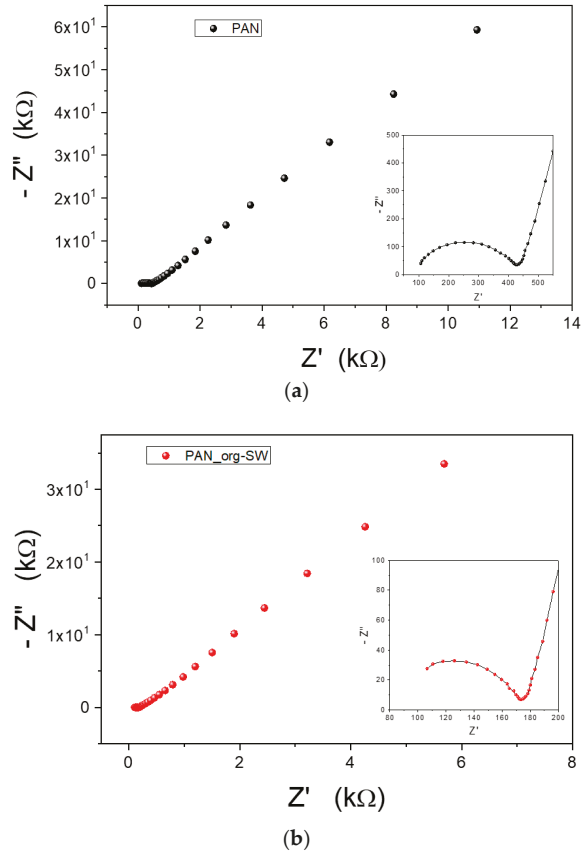 PAN
6x10¹
5x10¹
4x10¹
3x10¹
2x10¹
1x10¹
0
- Z" (kΩ)
0 2 4 6 8 10 12 14
Z' (kΩ)
500
400
300
200
100
0
- Z"
100 200 300 400 500
Z'
(a)
PAN_org-SW
3x10¹
2x10¹
1x10¹
0
- Z" (kΩ)
0 2 4 6 8
Z' (kΩ)
100
80
60
40
20
0
- Z"
80 100 120 140 160 180 200
Z'
(b)